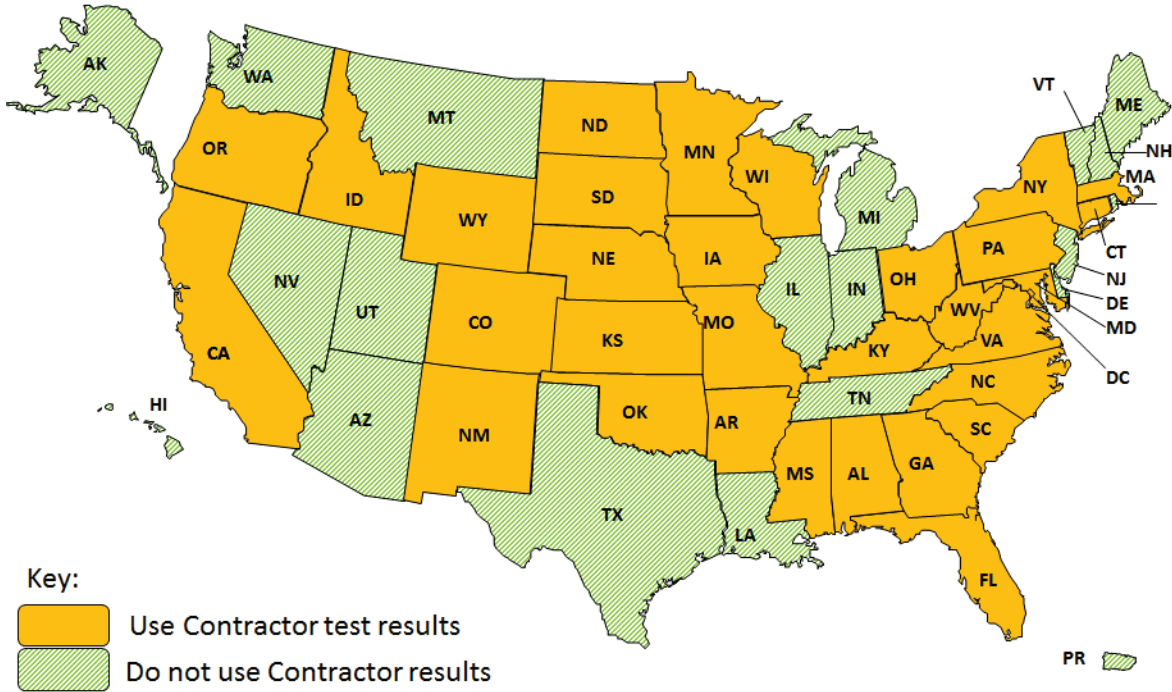 AK
WA
VT
ME
MT
ND
OR
MN
NH
MA
WI
NY
ID
SD
WY
MI
PA
CT
NE
IA
NV
OH
NJ
IL
IN
UT
DE
WV
CO
MO
MD
KS
VA
CA
KY
DC
NC
TN
HI
AZ
OK
AR
SC
NM
GA
MS
AL
TX
LA
Key:
FL
Use Contractor test results
PR
Do not use Contractor results